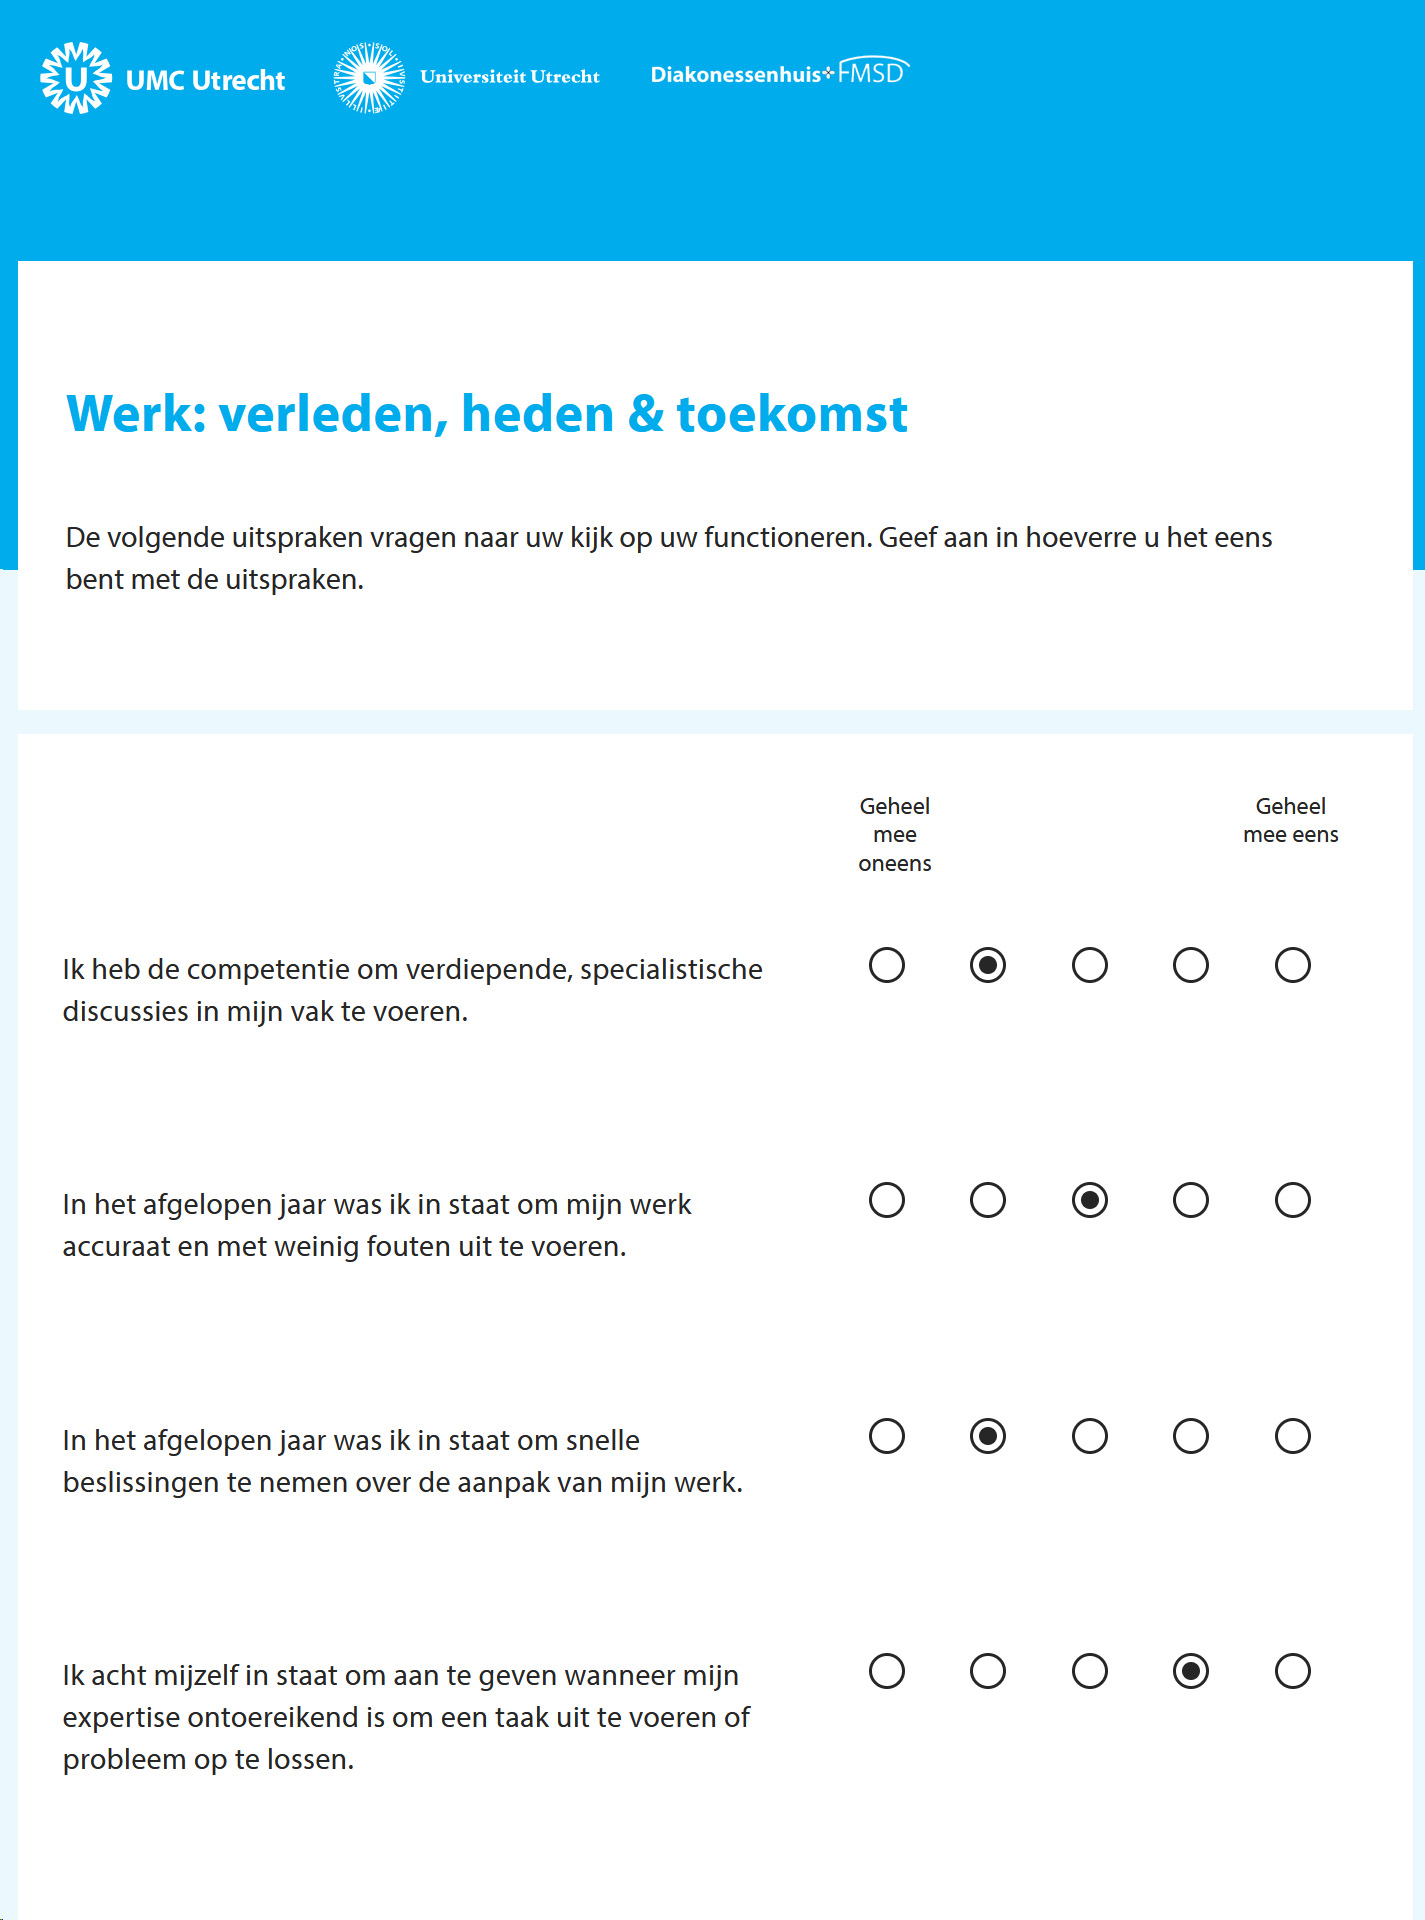 UMC Utrecht
Universiteit Utrecht
Diakonessenhuis FMSD
Werk: verleden, heden & toekomst
De volgende uitspraken vragen naar uw kijk op uw functioneren. Geef aan in hoeverre u het eens
bent met de uitspraken.
Geheel
mee
oneens
Geheel
mee eens
Ik heb de competentie om verdiepende, specialistische
discussies in mijn vak te voeren.
In het afgelopen jaar was ik in staat om mijn werk
accuraat en met weinig fouten uit te voeren.
In het afgelopen jaar was ik in staat om snelle
beslissingen te nemen over de aanpak van mijn werk.
Ik acht mijzelf in staat om aan te geven wanneer mijn
expertise ontoereikend is om een taak uit te voeren of
probleem op te lossen.